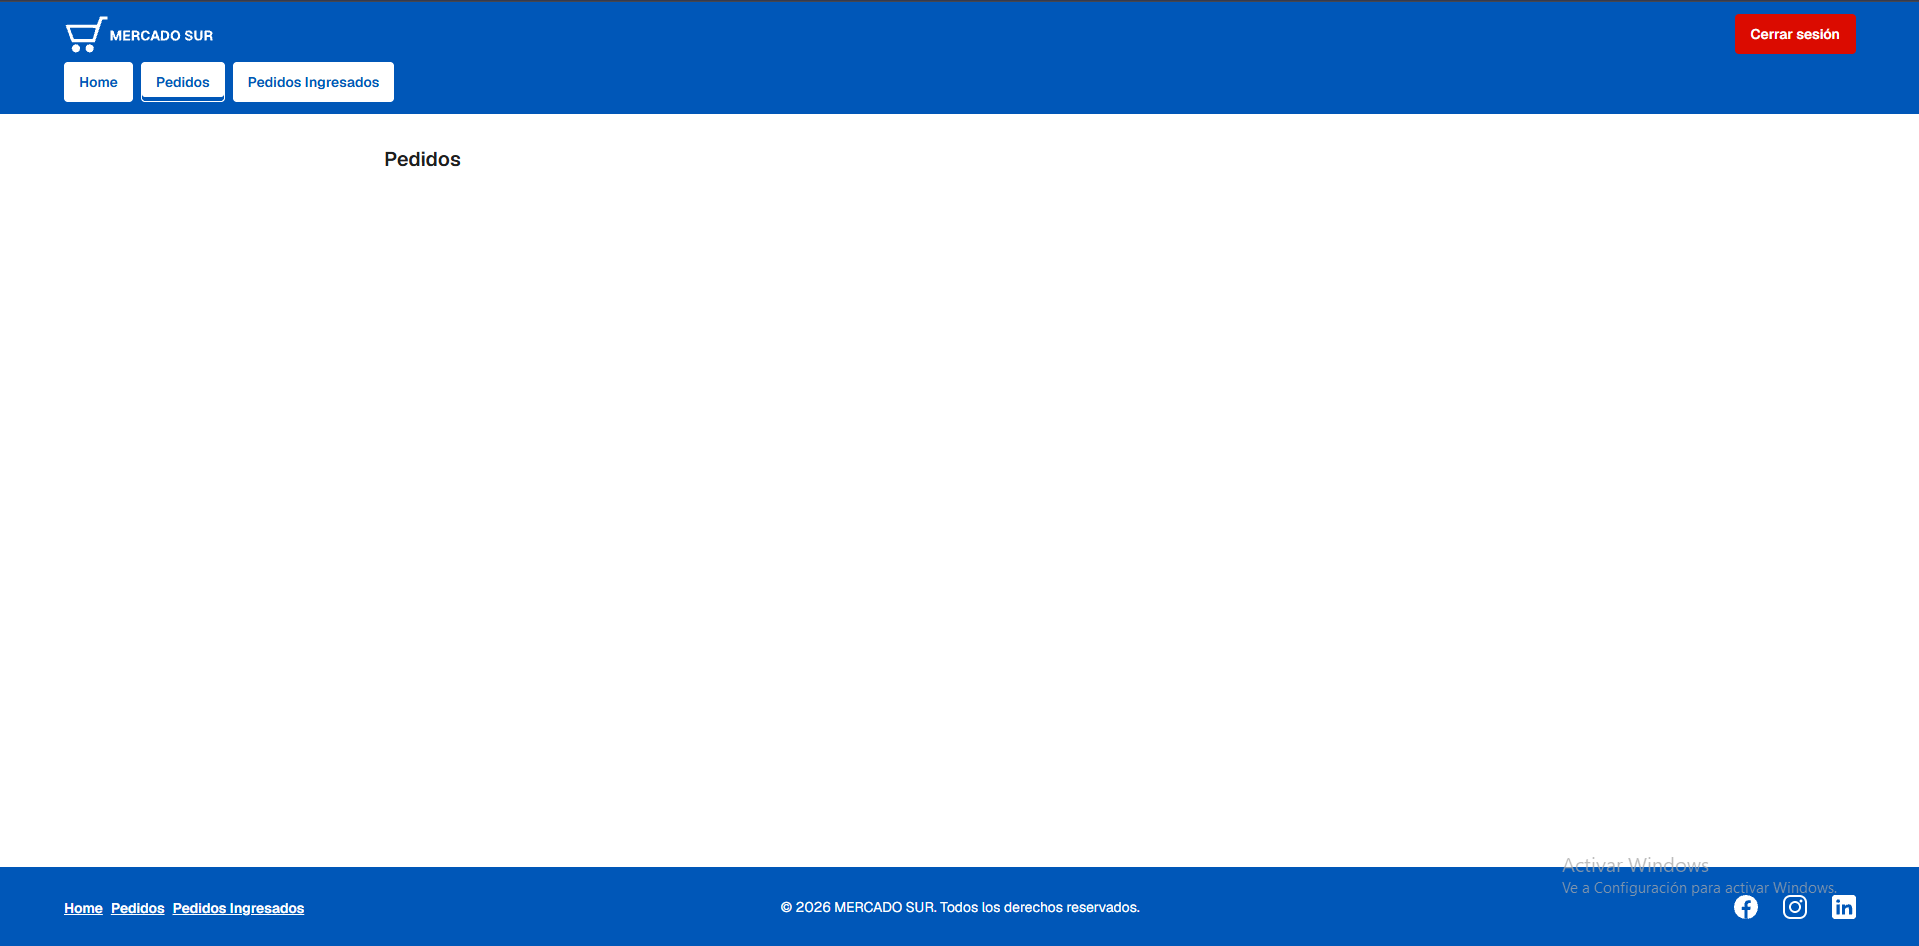 MERCADO SUR
Cerrar sesión
Home
Pedidos
Pedidos Ingresados
Pedidos
Activar Windows
Ve a Configuración para activar Windows.
Home Pedidos Pedidos Ingresados
© 2026 MERCADO SUR. Todos los derechos reservados.